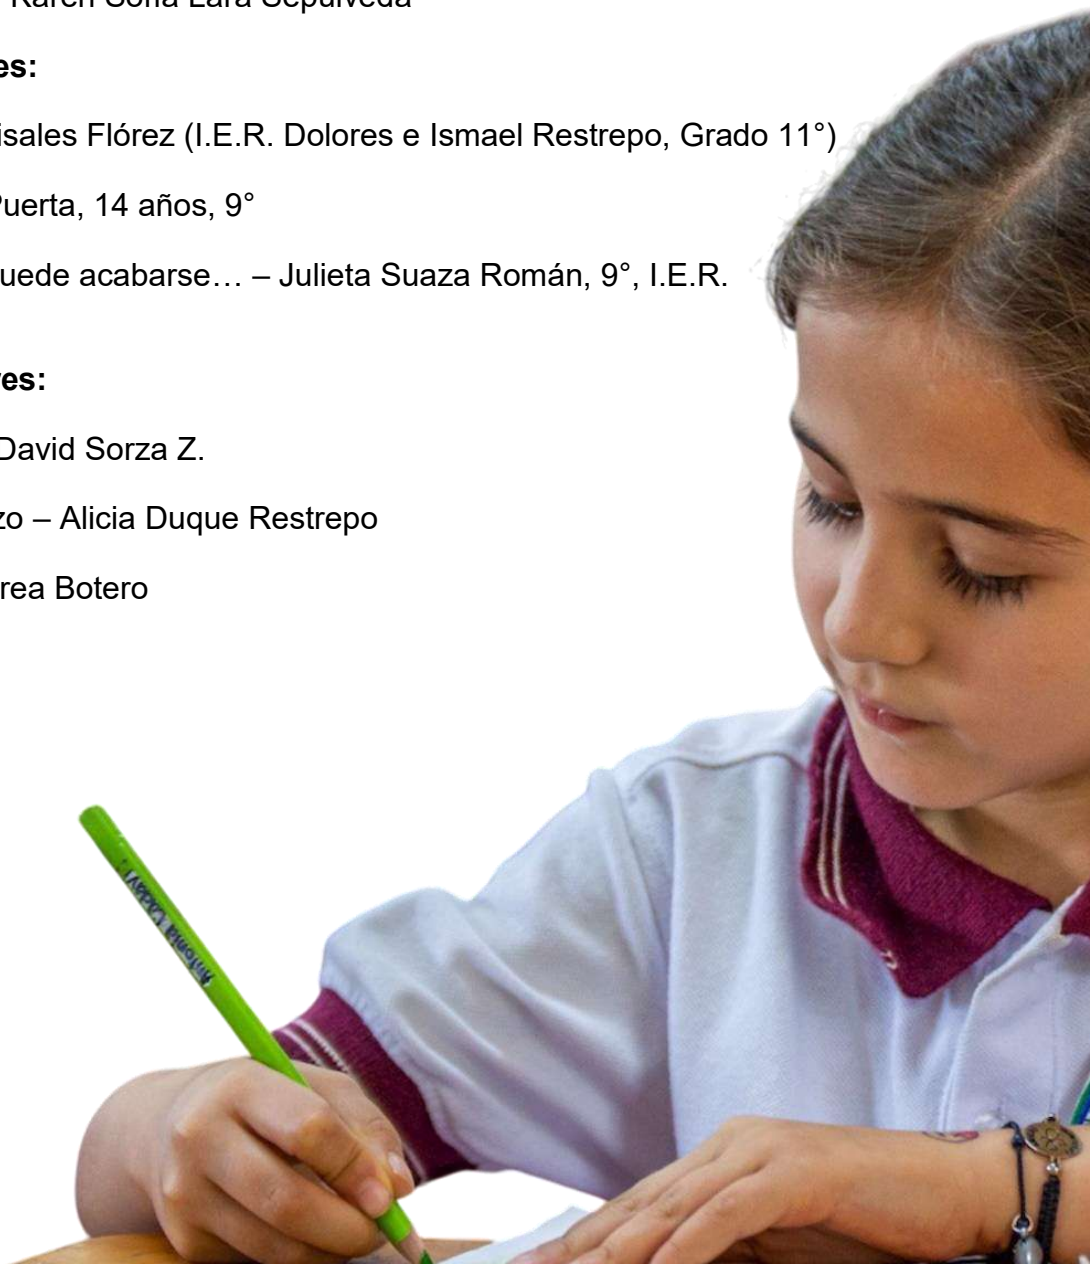 Karen Sofía Lara Sepúlveda
es:
isales Flórez (I.E.R. Dolores e Ismael Restrepo, Grado 11°)
Puerta, 14 años, 9°
uede acabarse… – Julieta Suaza Román, 9°, I.E.R.
es:
David Sorza Z.
zo – Alicia Duque Restrepo
rea Botero
Antonia